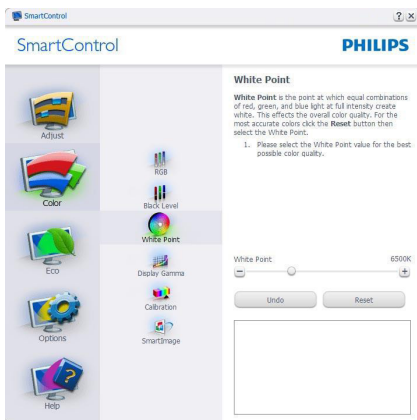 SmartControl
? ×
SmartControl
PHILIPS
Adjust
Color
Eco
Options
Help
RGB
Black Level
White Point
Display Gamma
Calibration
SmartImage
White Point
White Point is the point at which equal combinations
of red, green, and blue light at full intensity create
white. This effects the overall color quality. For the
most accurate colors click the Reset button then
select the White Point.
1. Please select the White Point value for the best
possible color quality.
White Point 6500K
Undo Reset